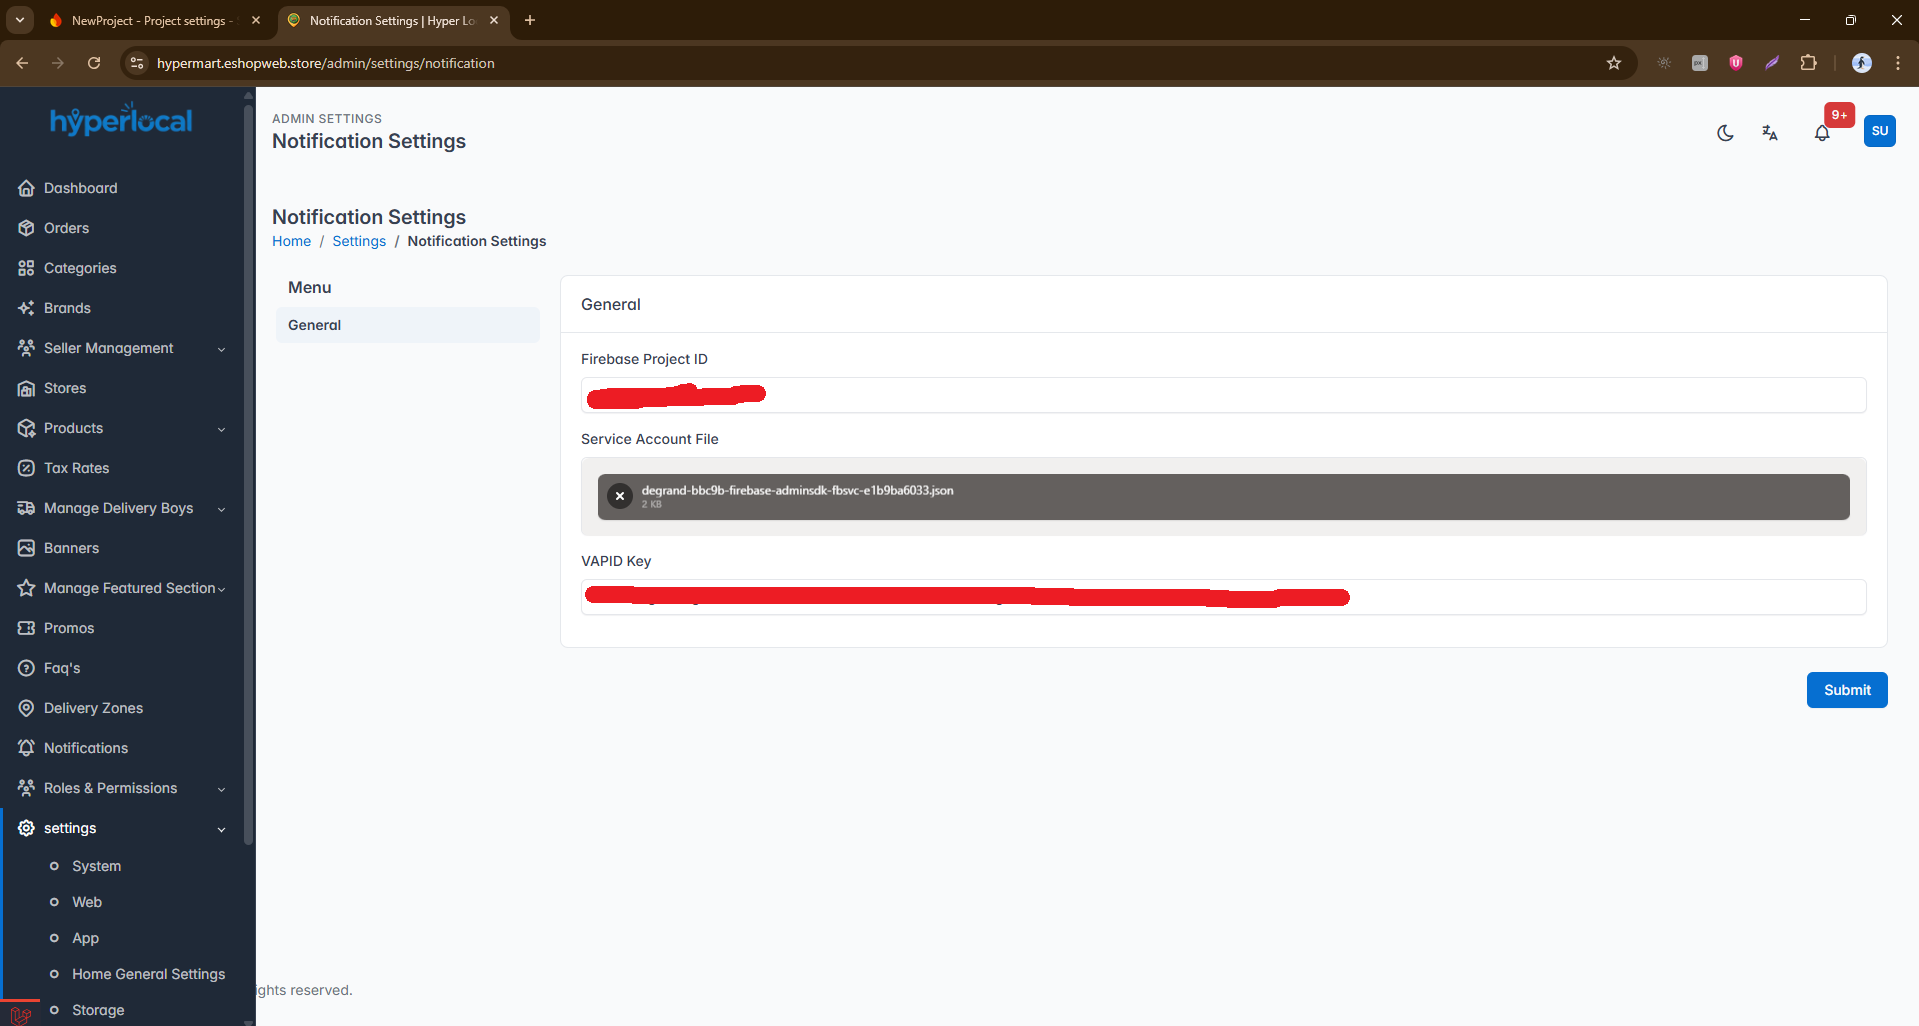 NewProject - Project settings -
Notification Settings | Hyper Lo
hypermart.eshopweb.store/admin/settings/notification
hyperlocal
ADMIN SETTINGS
Notification Settings
9+
SU
Dashboard
Orders
Categories
Brands
Seller Management
Stores
Products
Tax Rates
Manage Delivery Boys
Banners
Manage Featured Section
Promos
Faq's
Delivery Zones
Notifications
Roles & Permissions
settings
System
Web
App
Home General Settings
Storage
Notification Settings
Home / Settings / Notification Settings
Menu
General
General
Firebase Project ID
Service Account File
degrand-bbc9b-firebase-adminsdk-fbsvc-e1b9ba6033.json
2 KB
VAPID Key
Submit
ights reserved.